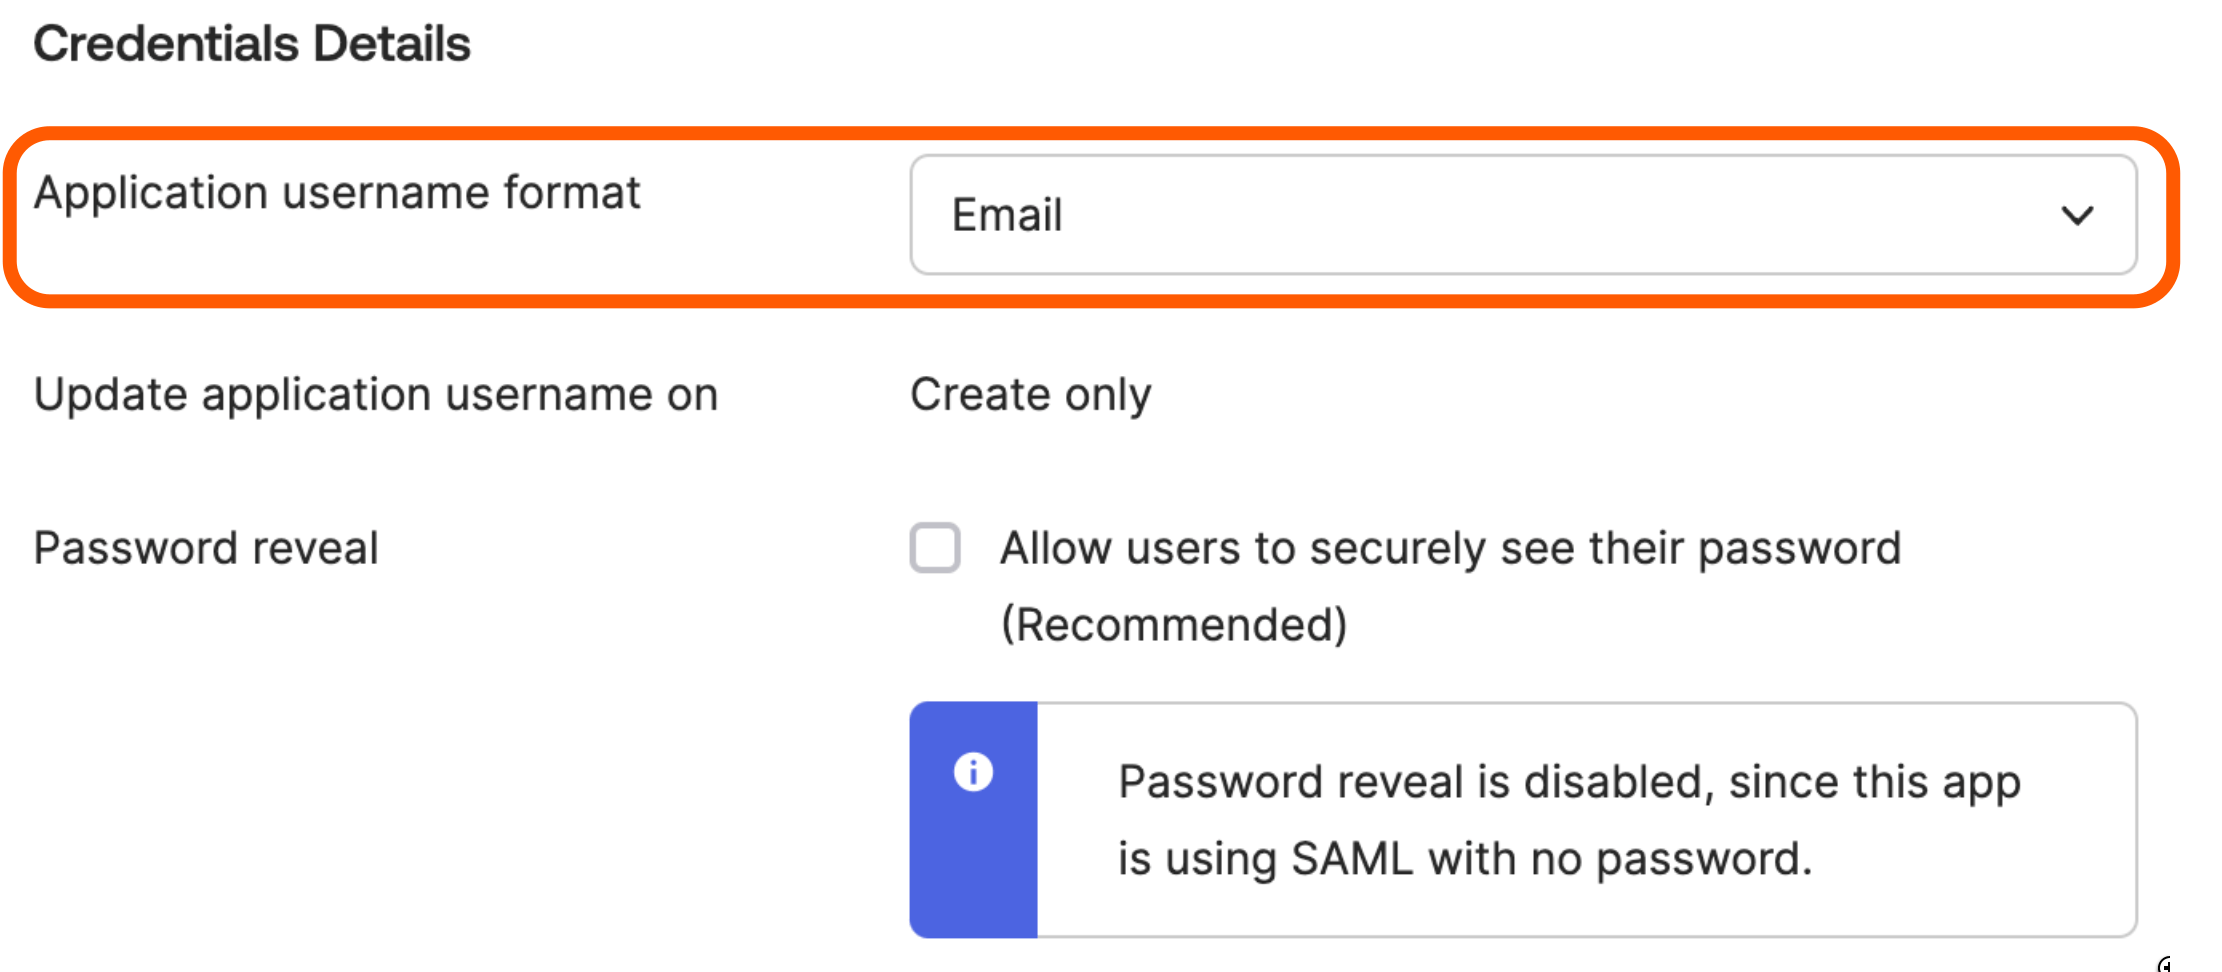 Credentials Details
Application username format
Email
Update application username on
Create only
Password reveal
Allow users to securely see their password
(Recommended)
Password reveal is disabled, since this app
is using SAML with no password.